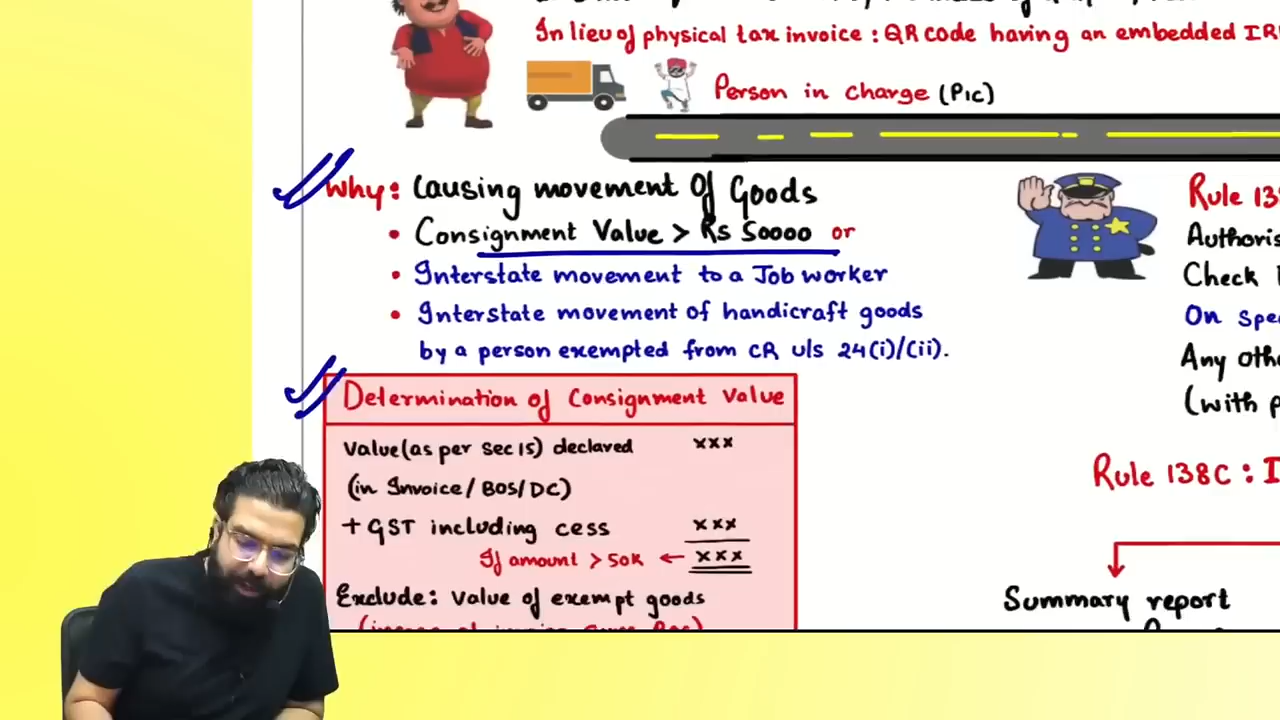 In lieu of physical tax invoice : QR code having an embedded IR
Person in charge (PIC)
Why: Causing movement of Goods
• Consignment Value > Rs 50000 or
• Interstate movement to a Job worker
• Interstate movement of handicraft goods
by a person exempted from CR u/s 24(i)/(ii).
Determination of Consignment Value
Value (as per Sec 15) declared xxx
(in Invoice/BOS/DC)
+ GST including cess xxx
If amount > 50K ← xxx
Exclude: Value of exempt goods
Rule 138
Authoris
Check
On spe
Any oth
(with p
Rule 138C : I
Summary report